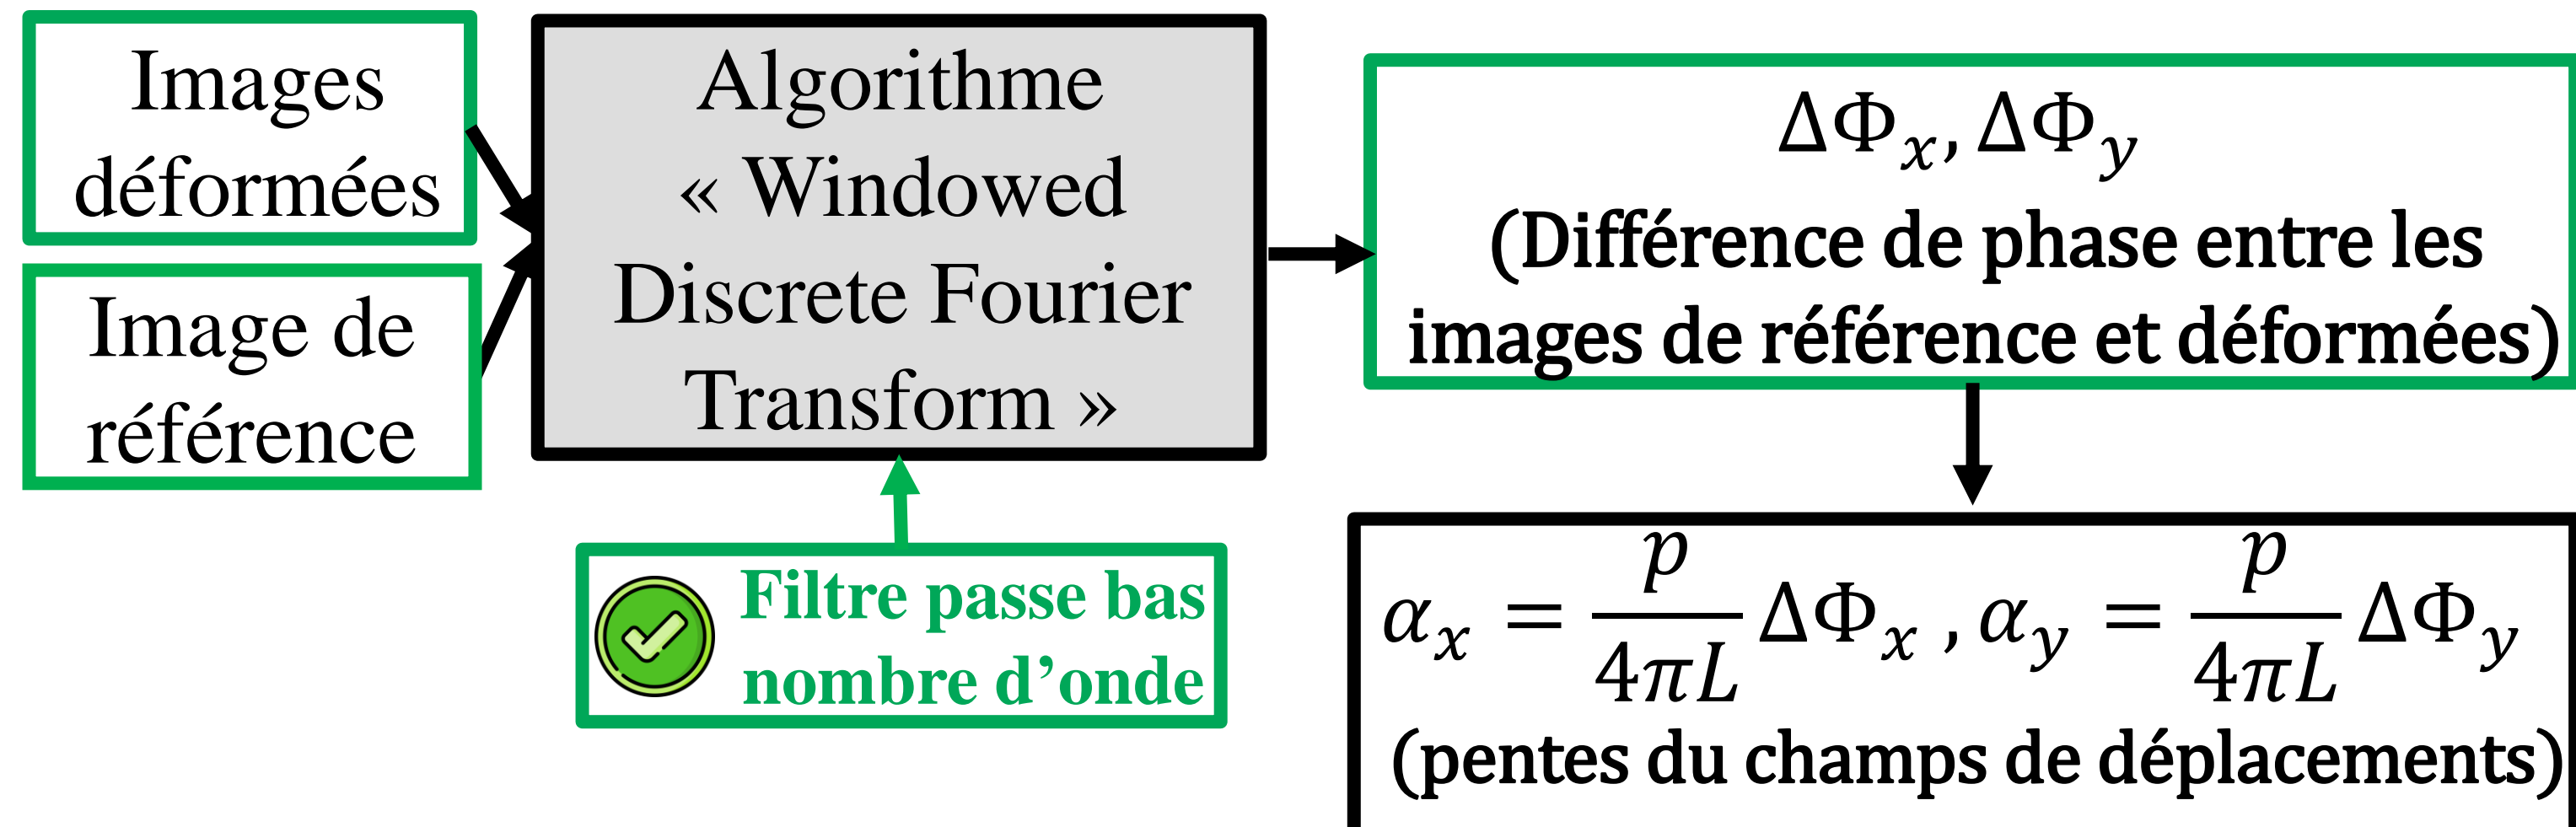 Images
déformées
Image de
référence
Algorithme
« Windowed
Discrete Fourier
Transform »
Filtre passe bas
nombre d’onde
ΔΦ_x, ΔΦ_y
(Différence de phase entre les
images de référence et déformées)
α_x = p/4πL ΔΦ_x , α_y = p/4πL ΔΦ_y
(pentes du champs de déplacements)